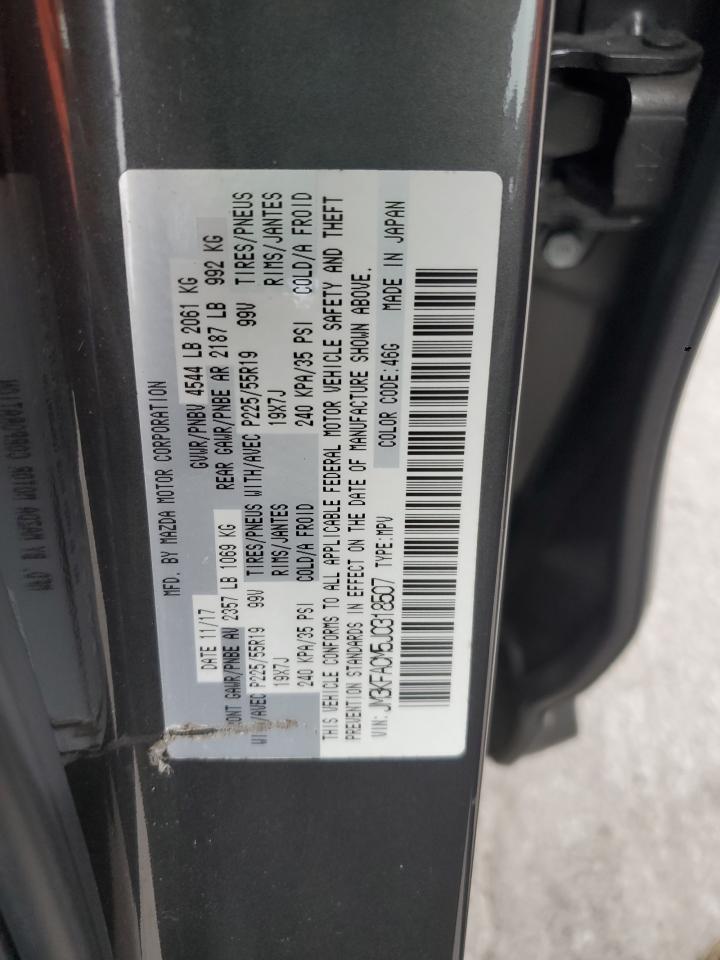 MFD. BY MAZDA MOTOR CORPORATION
DATE 11/17 GVWR/PNBV 4544 LB 2061 KG
ONT GAWR/PNBE AV 2357 LB 1069 KG REAR GAWR/PNBE AR 2187 LB 992 KG
WITH/AVEC P225/55R19 99V TIRES/PNEUS WITH/AVEC P225/55R19 99V TIRES/PNEUS
19X7J RIMS/JANTES 19X7J RIMS/JANTES
240 KPA/35 PSI COLD/A FROID 240 KPA/35 PSI COLD/A FROID
THIS VEHICLE CONFORMS TO ALL APPLICABLE FEDERAL MOTOR VEHICLE SAFETY AND THEFT
PREVENTION STANDARDS IN EFFECT ON THE DATE OF MANUFACTURE SHOWN ABOVE.
VIN: JM3KFACM5J0318507 TYPE:MPV COLOR CODE:46G MADE IN JAPAN